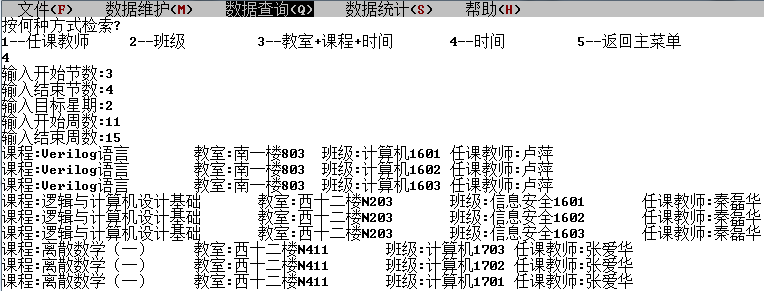 文件(F) 数据维护(M) 数据查询(Q) 数据统计(S) 帮助(H)
按何种方式检索?
1--任课教师 2--班级 3--教室+课程+时间 4--时间 5--返回主菜单
4
输入开始节数:3
输入结束节数:4
输入目标星期:2
输入开始周数:11
输入结束周数:15
课程:Verilog语言 教室:南一楼803 班级:计算机1601 任课教师:卢萍
课程:Verilog语言 教室:南一楼803 班级:计算机1602 任课教师:卢萍
课程:Verilog语言 教室:南一楼803 班级:计算机1603 任课教师:卢萍
课程:逻辑与计算机设计基础 教室:西十二楼N203 班级:信息安全1601 任课教师:秦磊华
课程:逻辑与计算机设计基础 教室:西十二楼N203 班级:信息安全1602 任课教师:秦磊华
课程:逻辑与计算机设计基础 教室:西十二楼N203 班级:信息安全1603 任课教师:秦磊华
课程:离散数学（一） 教室:西十二楼N411 班级:计算机1703 任课教师:张爱华
课程:离散数学（一） 教室:西十二楼N411 班级:计算机1702 任课教师:张爱华
课程:离散数学（一） 教室:西十二楼N411 班级:计算机1701 任课教师:张爱华